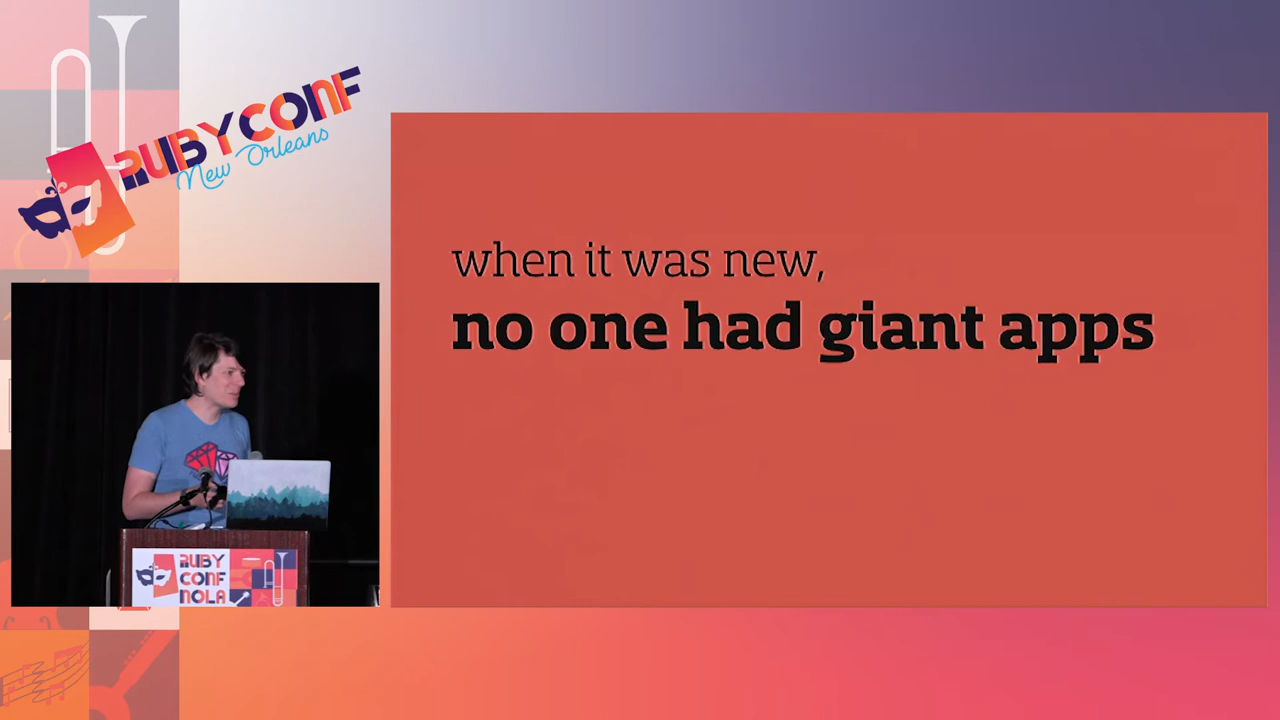 RUBYCONF
New Orleans
when it was new,
no one had giant apps
RUBY
CONF
NOLA